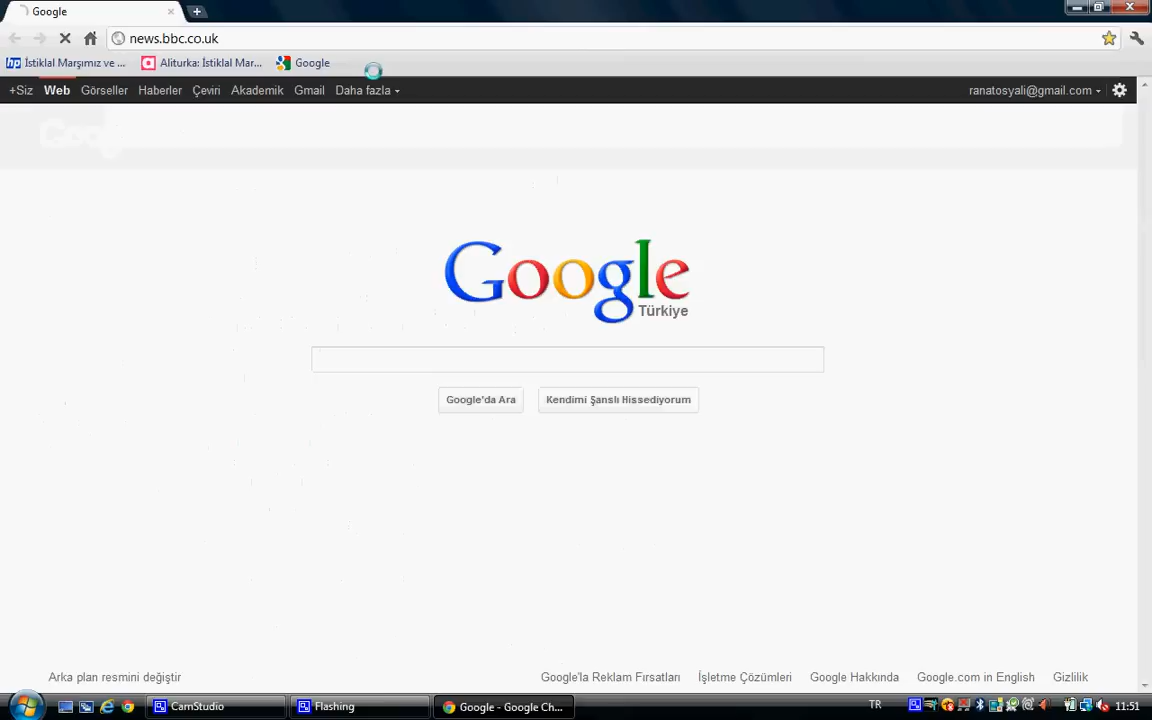 Google
news.bbc.co.uk
İstiklal Marşımız ve ...
Aliturka: İstiklal Mar...
Google
+Siz Web Görseller Haberler Çeviri Akademik Gmail Daha fazla
ranatosyali@gmail.com
Google
Türkiye
Google'da Ara
Kendimi Şanslı Hissediyorum
Arka plan resmini değiştir
Google'la Reklam Fırsatları
İşletme Çözümleri
Google Hakkında
Google.com in English
Gizlilik
CamStudio
Flashing
Google - Google Ch...
TR
11:51